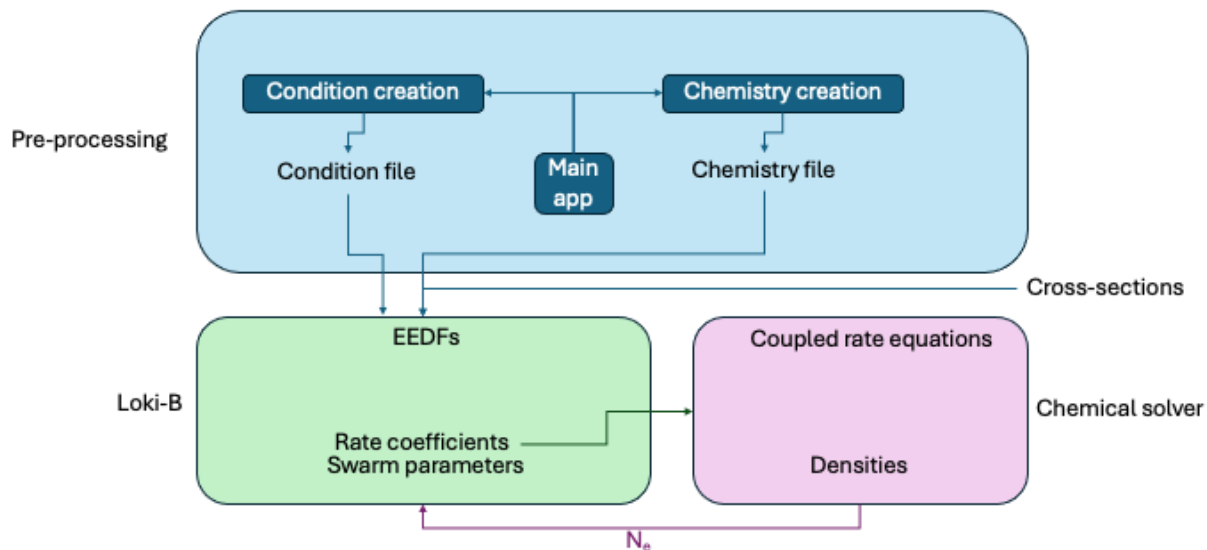 Condition creation
Chemistry creation
Pre-processing
Condition file
Main
app
Chemistry file
Cross-sections
EEDFs
Coupled rate equations
Loki-B
Chemical solver
Rate coefficients
Swarm parameters
Densities
Nₑ